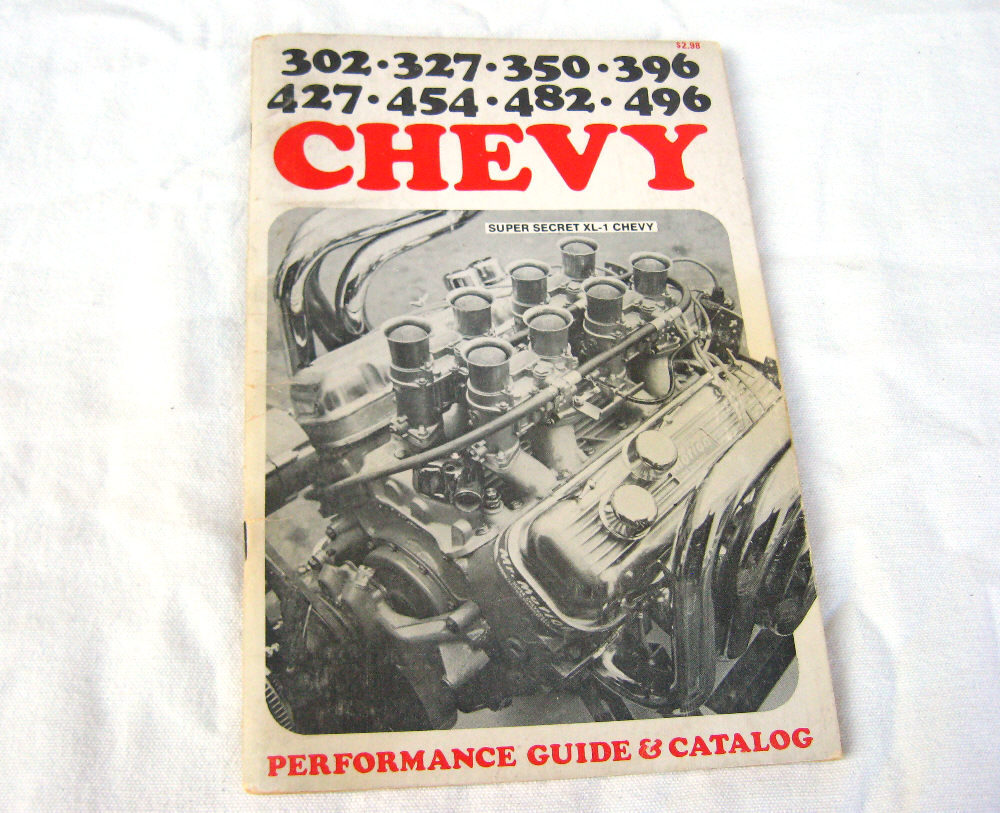 $2.98
302 • 327 • 350 • 396
427 • 454 • 482 • 496
CHEVY
SUPER SECRET XL-1 CHEVY
PERFORMANCE GUIDE & CATALOG